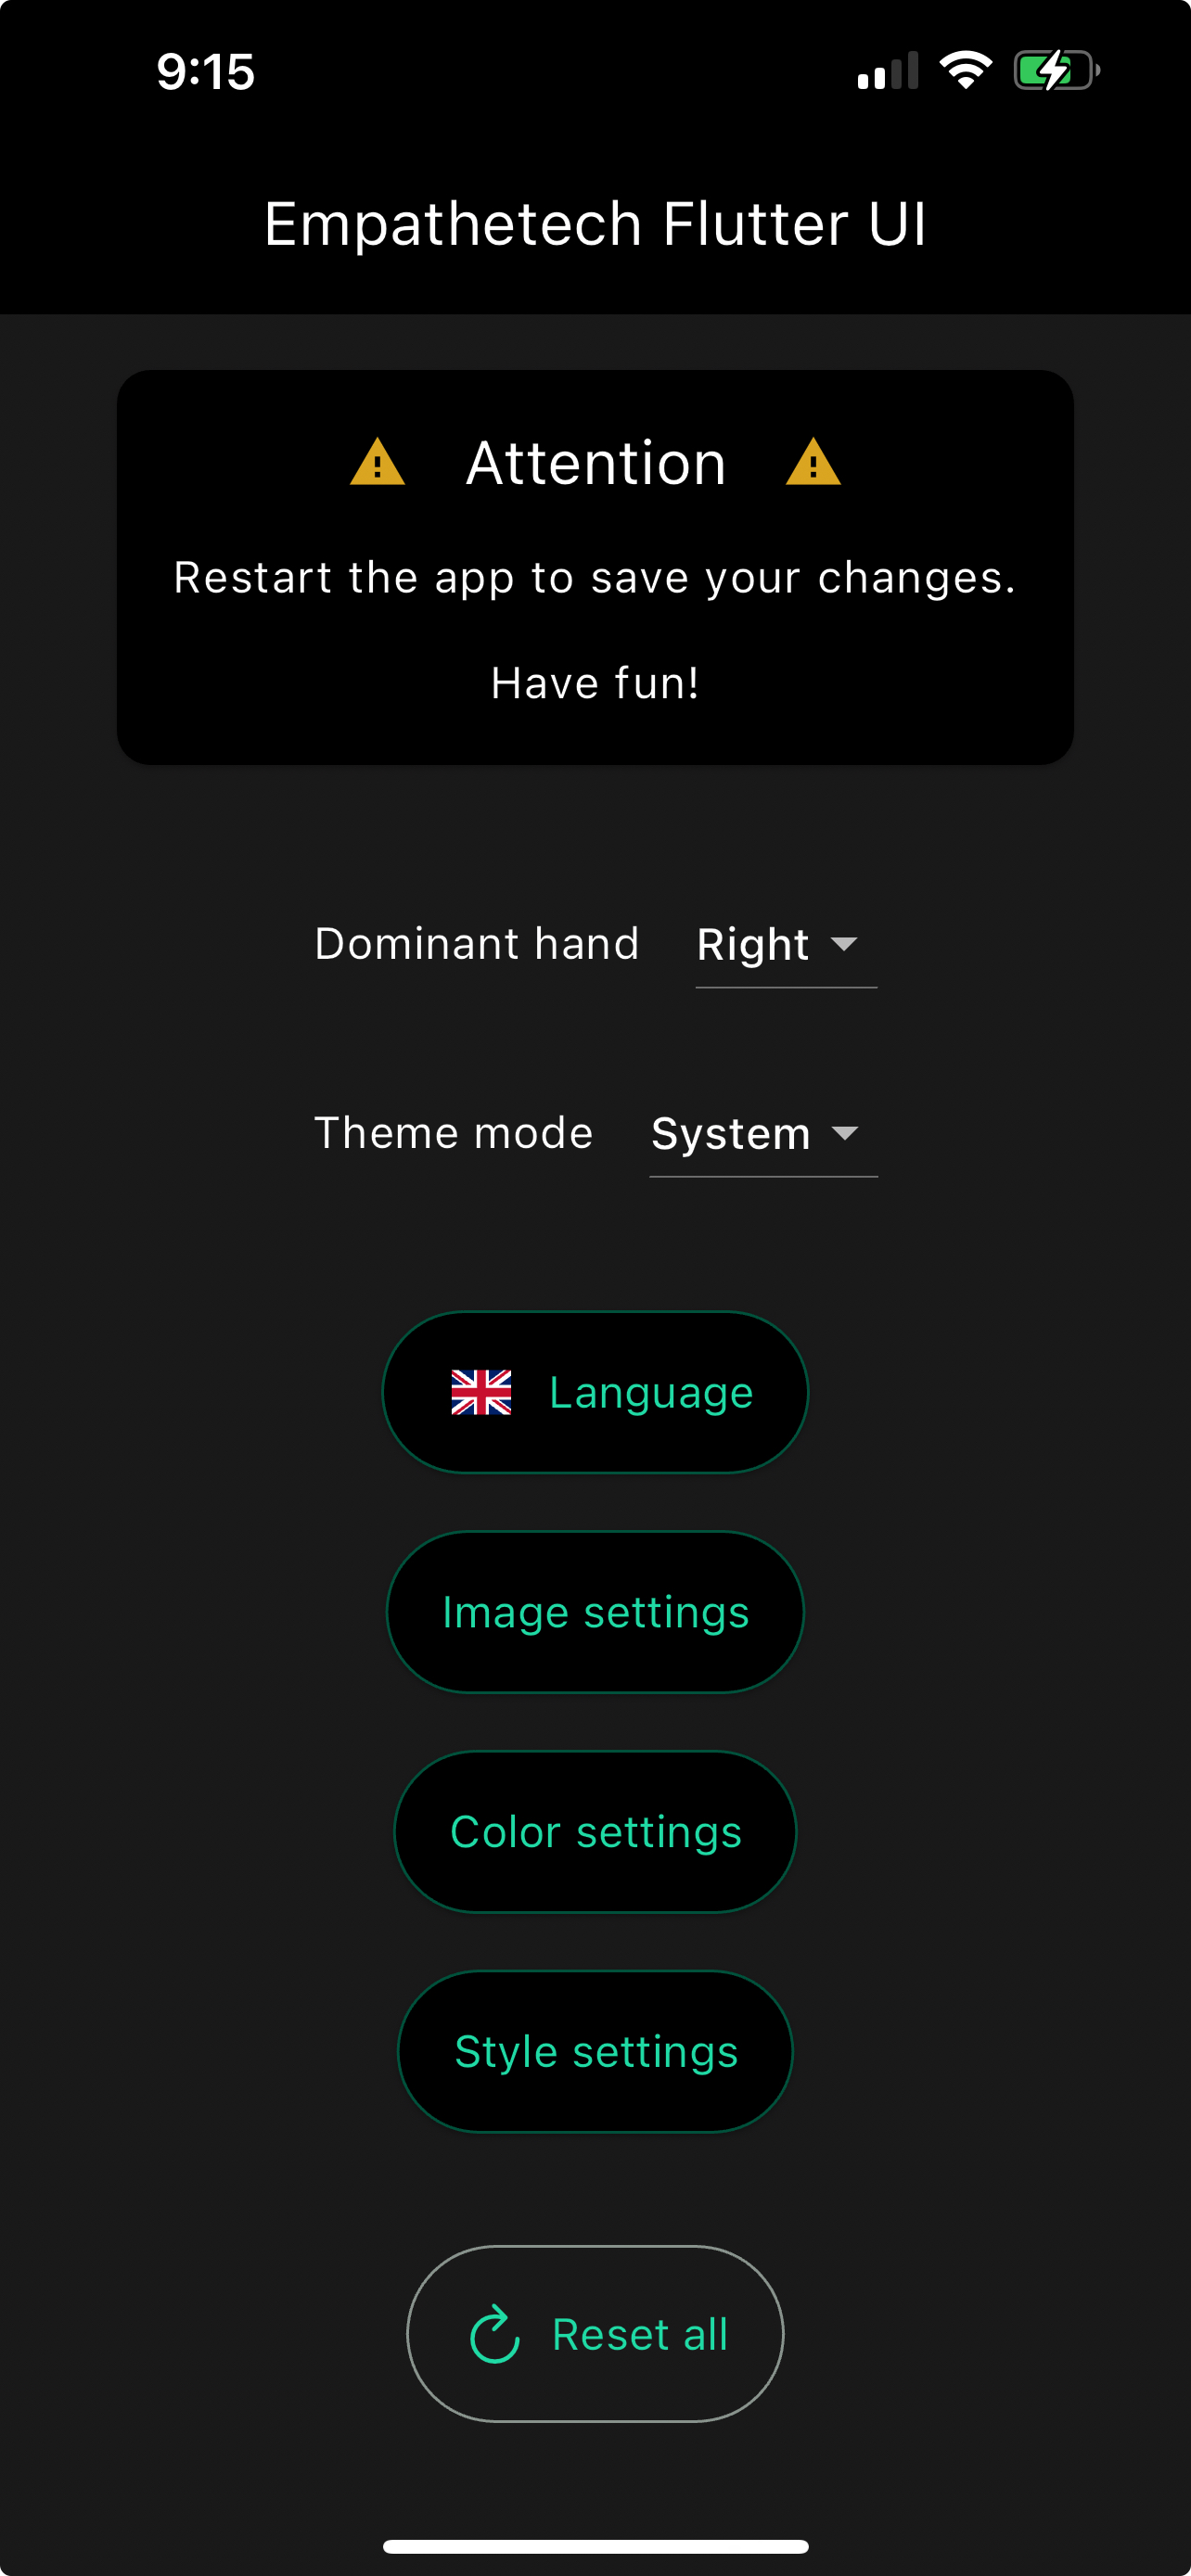 9:15
Empathetech Flutter UI
Attention
Restart the app to save your changes.
Have fun!
Dominant hand Right
Theme mode System
Language
Image settings
Color settings
Style settings
Reset all